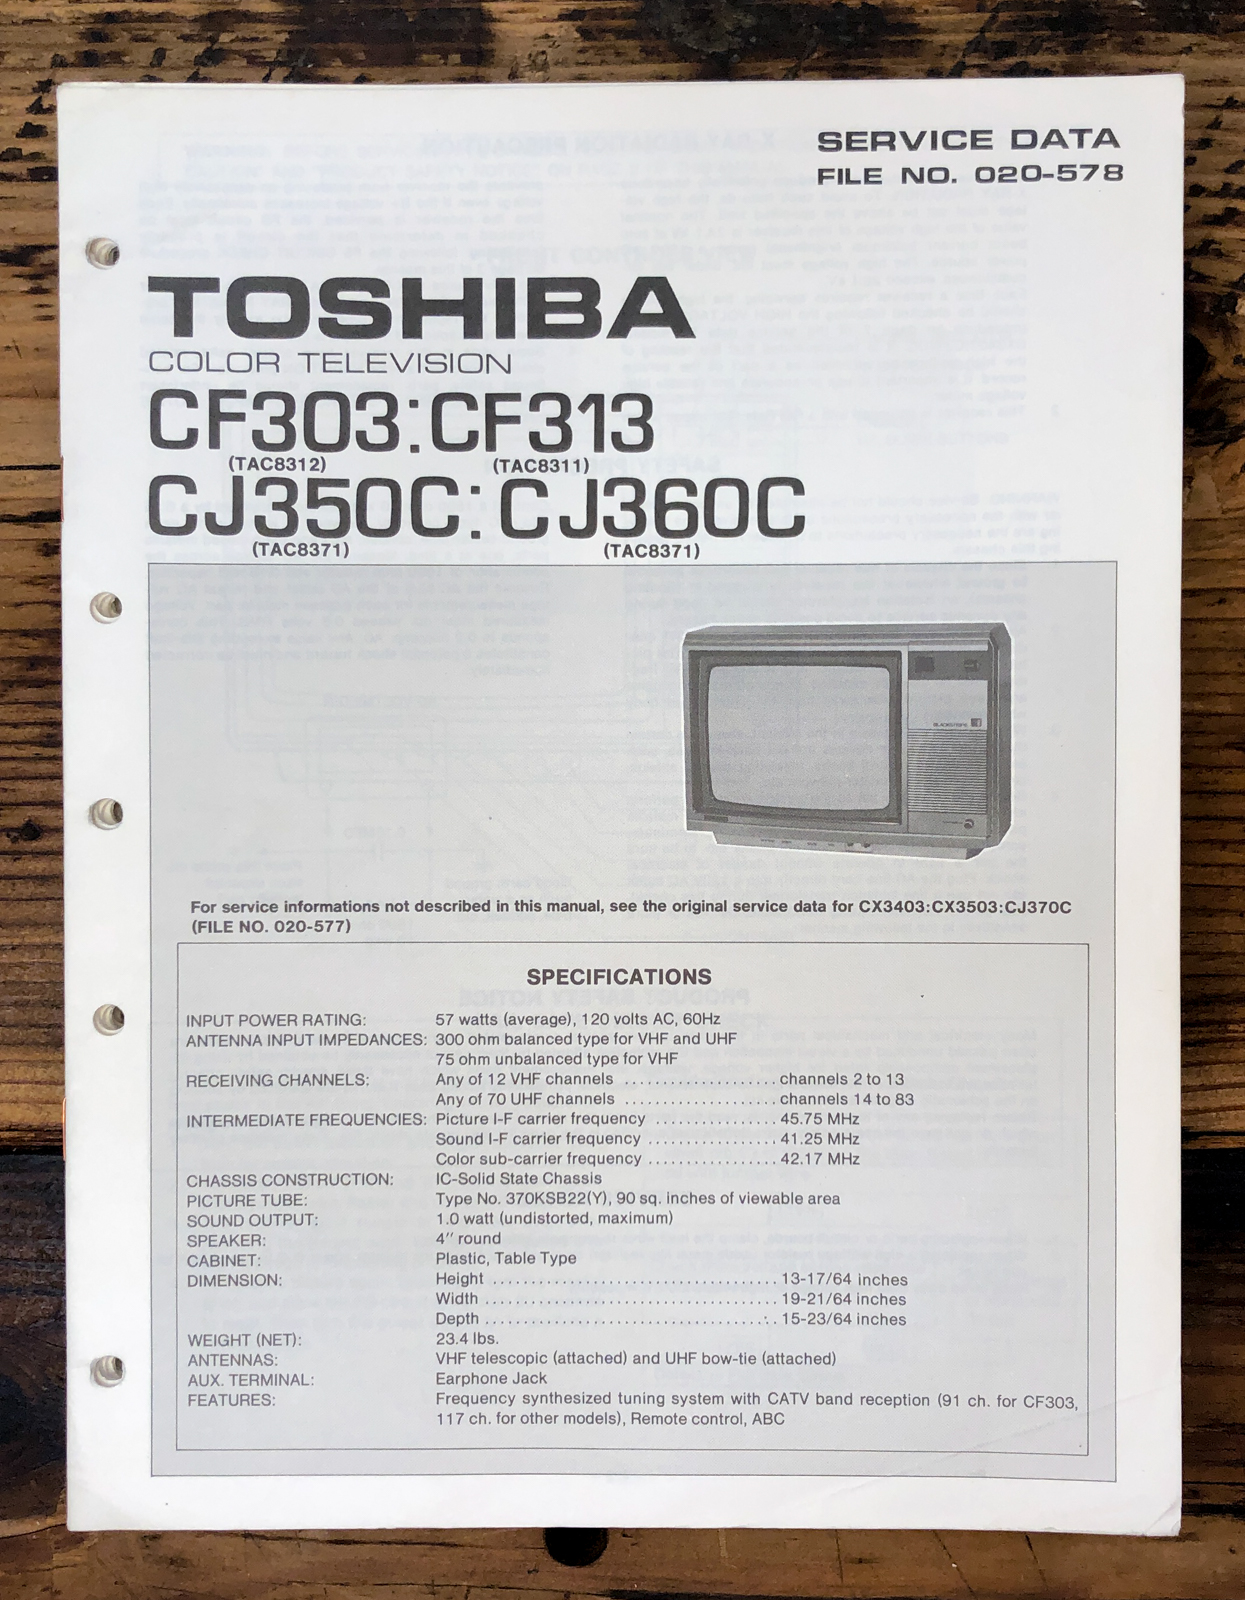 SERVICE DATA
FILE NO. 020-578
TOSHIBA
COLOR TELEVISION
CF303:CF313
(TAC8312) (TAC8311)
CJ350C:CJ360C
(TAC8371) (TAC8371)
BLACKSTRIPE
For service informations not described in this manual, see the original service data for CX3403:CX3503:CJ370C
(FILE NO. 020-577)
SPECIFICATIONS
INPUT POWER RATING: 57 watts (average), 120 volts AC, 60Hz
ANTENNA INPUT IMPEDANCES: 300 ohm balanced type for VHF and UHF
75 ohm unbalanced type for VHF
RECEIVING CHANNELS: Any of 12 VHF channels .................... channels 2 to 13
Any of 70 UHF channels .................... channels 14 to 83
INTERMEDIATE FREQUENCIES: Picture I-F carrier frequency ................ 45.75 MHz
Sound I-F carrier frequency ................. 41.25 MHz
Color sub-carrier frequency ................. 42.17 MHz
CHASSIS CONSTRUCTION: IC-Solid State Chassis
PICTURE TUBE: Type No. 370KSB22(Y), 90 sq. inches of viewable area
SOUND OUTPUT: 1.0 watt (undistorted, maximum)
SPEAKER: 4″ round
CABINET: Plastic, Table Type
DIMENSION: Height ...................................... 13-17/64 inches
Width ....................................... 19-21/64 inches
Depth ....................................... 15-23/64 inches
WEIGHT (NET): 23.4 lbs.
ANTENNAS: VHF telescopic (attached) and UHF bow-tie (attached)
AUX. TERMINAL: Earphone Jack
FEATURES: Frequency synthesized tuning system with CATV band reception (91 ch. for CF303,
117 ch. for other models), Remote control, ABC